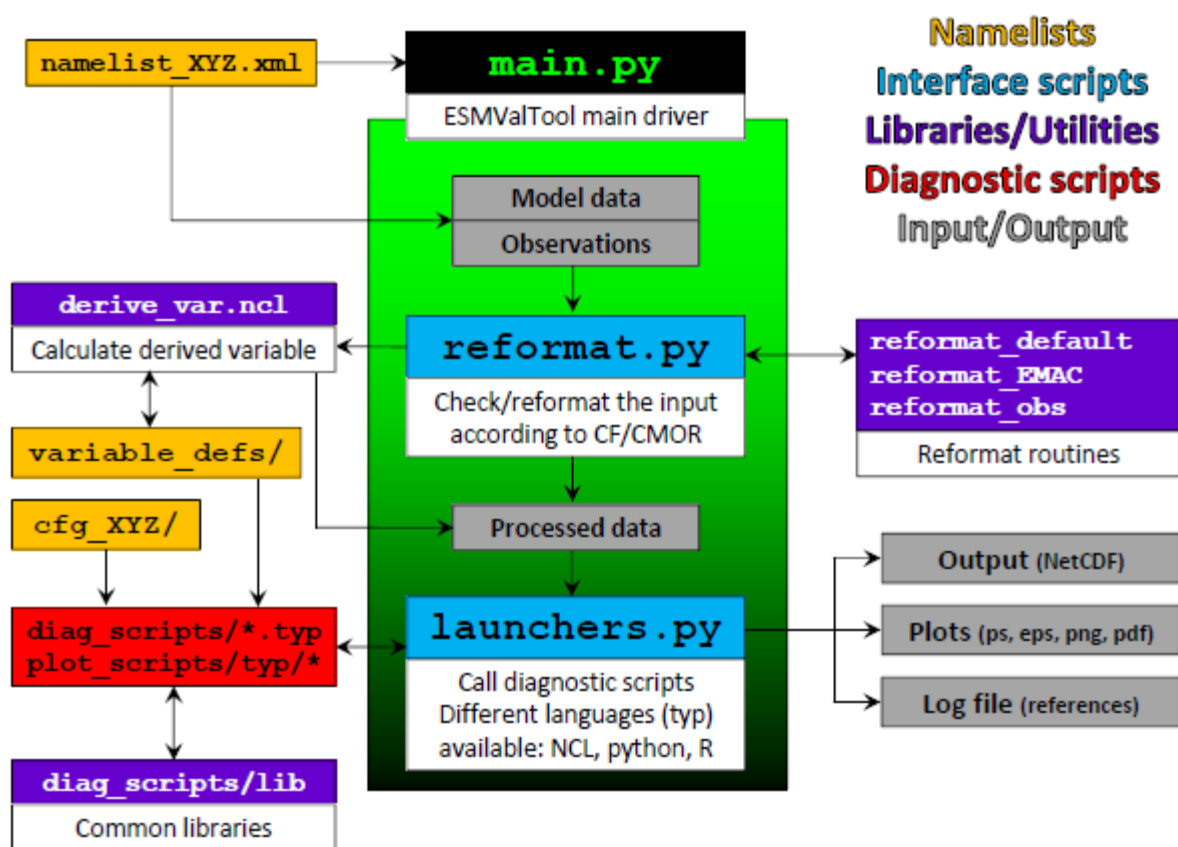 namelist_XYZ.xml
main.py
ESMValTool main driver
Namelists
Interface scripts
Libraries/Utilities
Diagnostic scripts
Input/Output
Model data
Observations
derive_var.ncl
Calculate derived variable
reformat.py
Check/reformat the input
according to CF/CMOR
reformat_default
reformat_EMAC
reformat_obs
Reformat routines
variable_defs/
cfg_XYZ/
Processed data
Output (NetCDF)
Plots (ps, eps, png, pdf)
Log file (references)
diag_scripts/*.typ
plot_scripts/typ/*
launchers.py
Call diagnostic scripts
Different languages (typ)
available: NCL, python, R
diag_scripts/lib
Common libraries